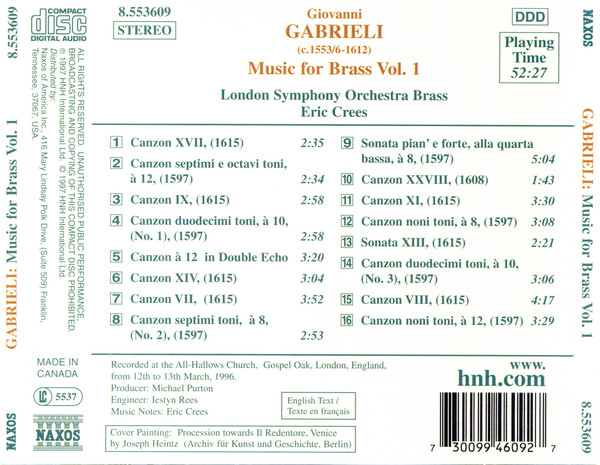 8.553609
COMPACT
disc
DIGITAL AUDIO
ALL RIGHTS RESERVED. UNAUTHORISED PUBLIC PERFORMANCE,
BROADCASTING AND COPYING OF THIS COMPACT DISC PROHIBITED.
℗ 1997 HNH International Ltd. © 1997 HNH International Ltd.
Distributed by:
Naxos of America Inc., 416 Mary Lindsay Polk Drive, (Suite 509) Franklin,
Tennessee, 37067, USA.
GABRIELI: Music for Brass Vol. 1
MADE IN
CANADA
LC 5537
NAXOS
NAXOS
8.553609
STEREO
Giovanni
GABRIELI
(c.1553/6-1612)
Music for Brass Vol. 1
London Symphony Orchestra Brass
Eric Crees
DDD
Playing
Time
52:27
1 Canzon XVII, (1615) 2:35
2 Canzon septimi e octavi toni,
à 12, (1597) 2:34
3 Canzon IX, (1615) 2:58
4 Canzon duodecimi toni, à 10,
(No. 1), (1597) 2:58
5 Canzon à 12 in Double Echo 3:20
6 Canzon XIV, (1615) 3:04
7 Canzon VII, (1615) 3:52
8 Canzon septimi toni, à 8,
(No. 2), (1597) 2:53
9 Sonata pian' e forte, alla quarta
bassa, à 8, (1597) 5:04
10 Canzon XXVIII, (1608) 1:43
11 Canzon XI, (1615) 3:30
12 Canzon noni toni, à 8, (1597) 3:08
13 Sonata XIII, (1615) 2:21
14 Canzon duodecimi toni, à 10,
(No. 3), (1597) 3:06
15 Canzon VIII, (1615) 4:17
16 Canzon noni toni, à 12, (1597) 3:29
Recorded at the All-Hallows Church, Gospel Oak, London, England,
from 12th to 13th March, 1996.
Producer: Michael Purton
Engineer: Iestyn Rees
Music Notes: Eric Crees
English Text /
Texte en français
Cover Painting: Procession towards Il Redentore, Venice
by Joseph Heintz (Archiv für Kunst und Geschichte, Berlin)
www.
hnh.com
7 30099 46092 7
NAXOS
GABRIELI: Music for Brass Vol. 1
8.553609